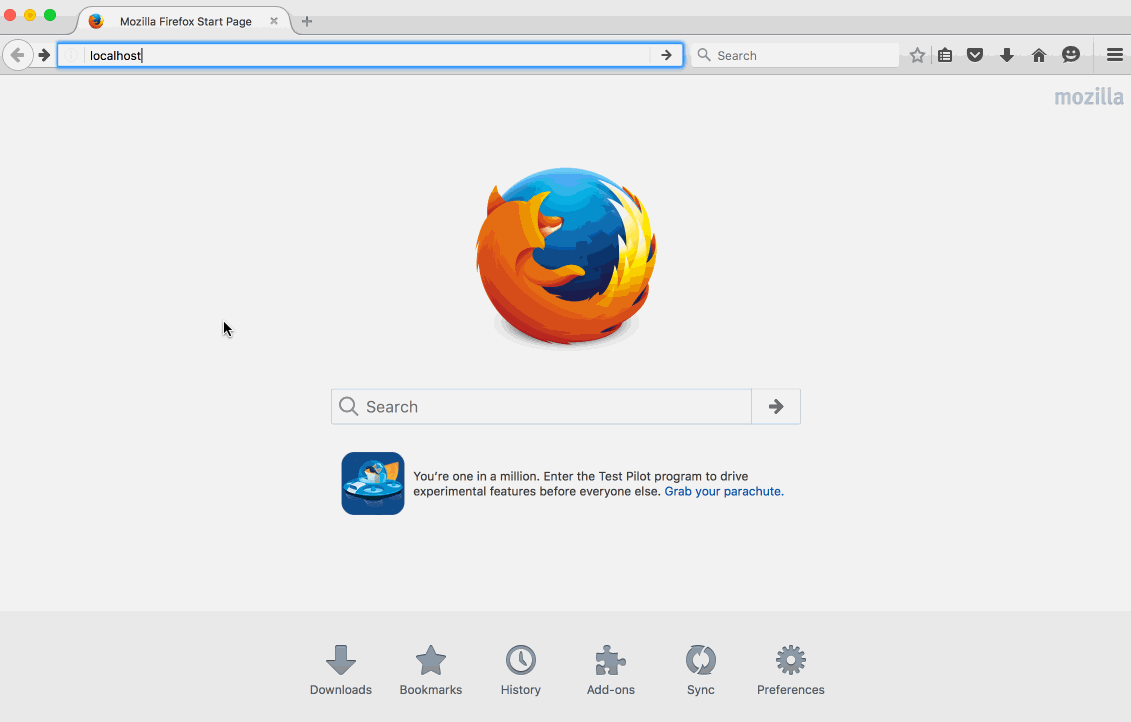 Mozilla Firefox Start Page
localhost
Search
mozilla
Search
You're one in a million. Enter the Test Pilot program to drive
experimental features before everyone else. Grab your parachute.
Downloads
Bookmarks
History
Add-ons
Sync
Preferences